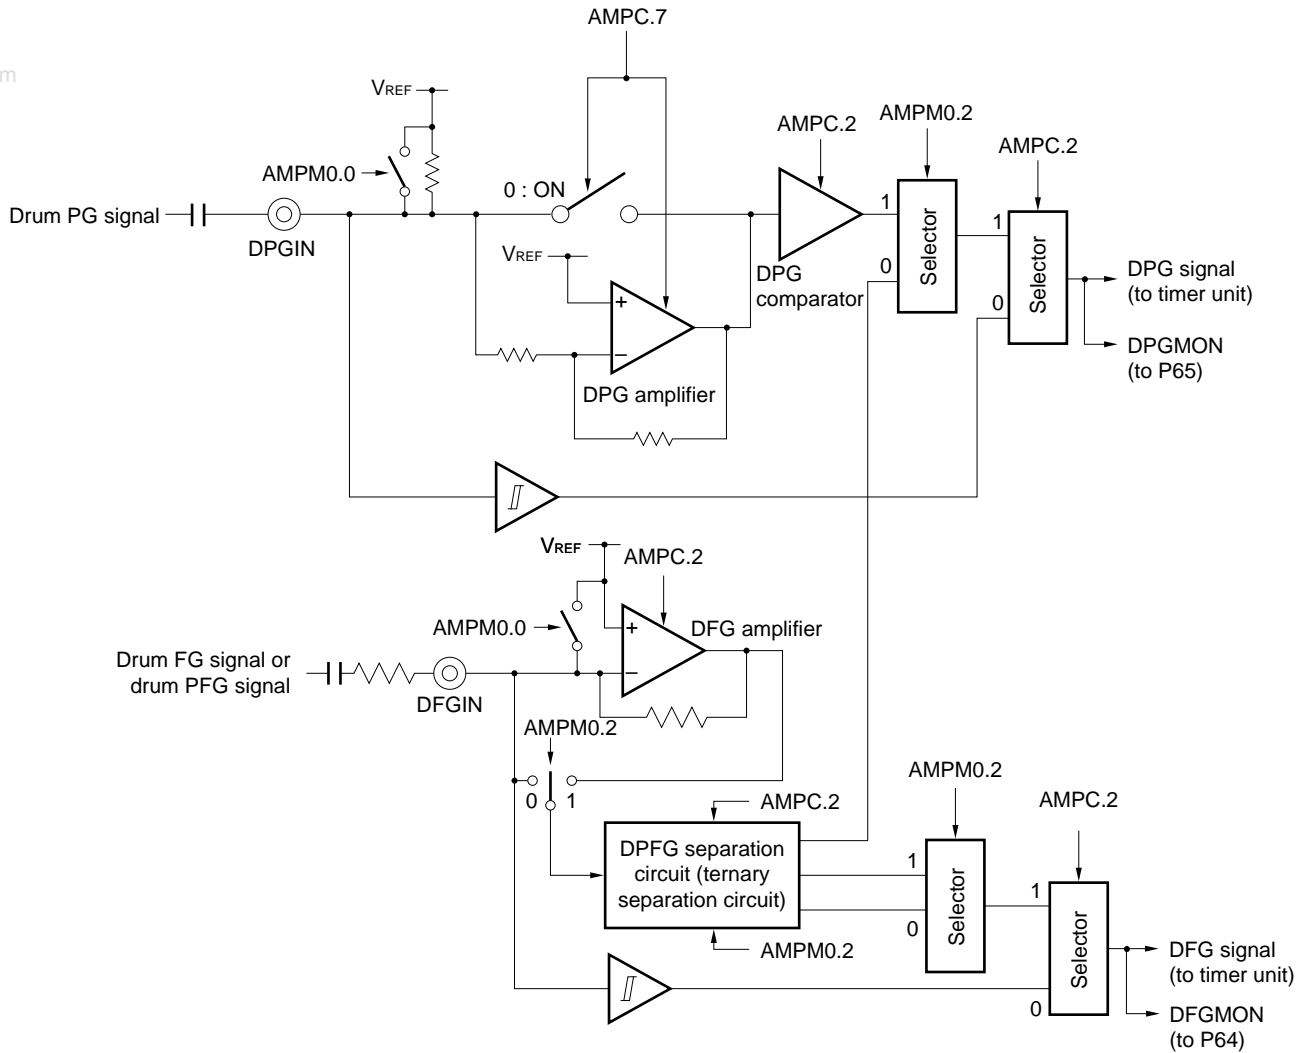 AMPC.7
m
VREF
AMPM0.0
0 : ON
Drum PG signal
DPGIN
VREF
+
−
DPG amplifier
AMPC.2
DPG
comparator
AMPM0.2
1
0
Selector
AMPC.2
1
0
Selector
DPG signal
(to timer unit)
DPGMON
(to P65)
VREF
AMPC.2
AMPM0.0
+
−
DFG amplifier
Drum FG signal or
drum PFG signal
DFGIN
AMPM0.2
0 1
AMPC.2
DPFG separation
circuit (ternary
separation circuit)
AMPM0.2
AMPM0.2
1
0
Selector
AMPC.2
1
0
Selector
DFG signal
(to timer unit)
DFGMON
(to P64)